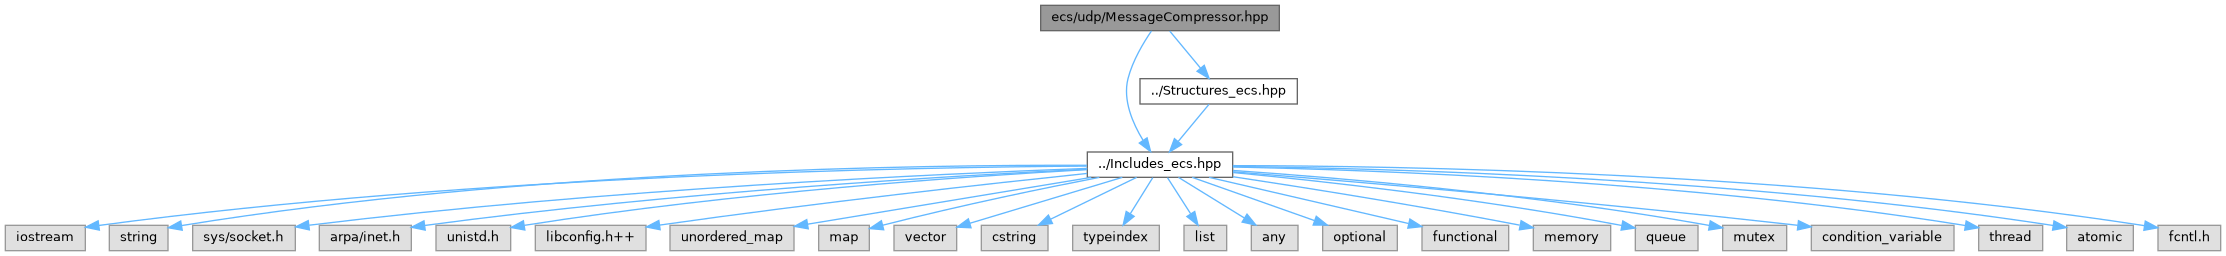 ecs/udp/MessageCompressor.hpp
../Structures_ecs.hpp
../Includes_ecs.hpp
iostream
string
sys/socket.h
arpa/inet.h
unistd.h
libconfig.h++
unordered_map
map
vector
cstring
typeindex
list
any
optional
functional
memory
queue
mutex
condition_variable
thread
atomic
fcntl.h